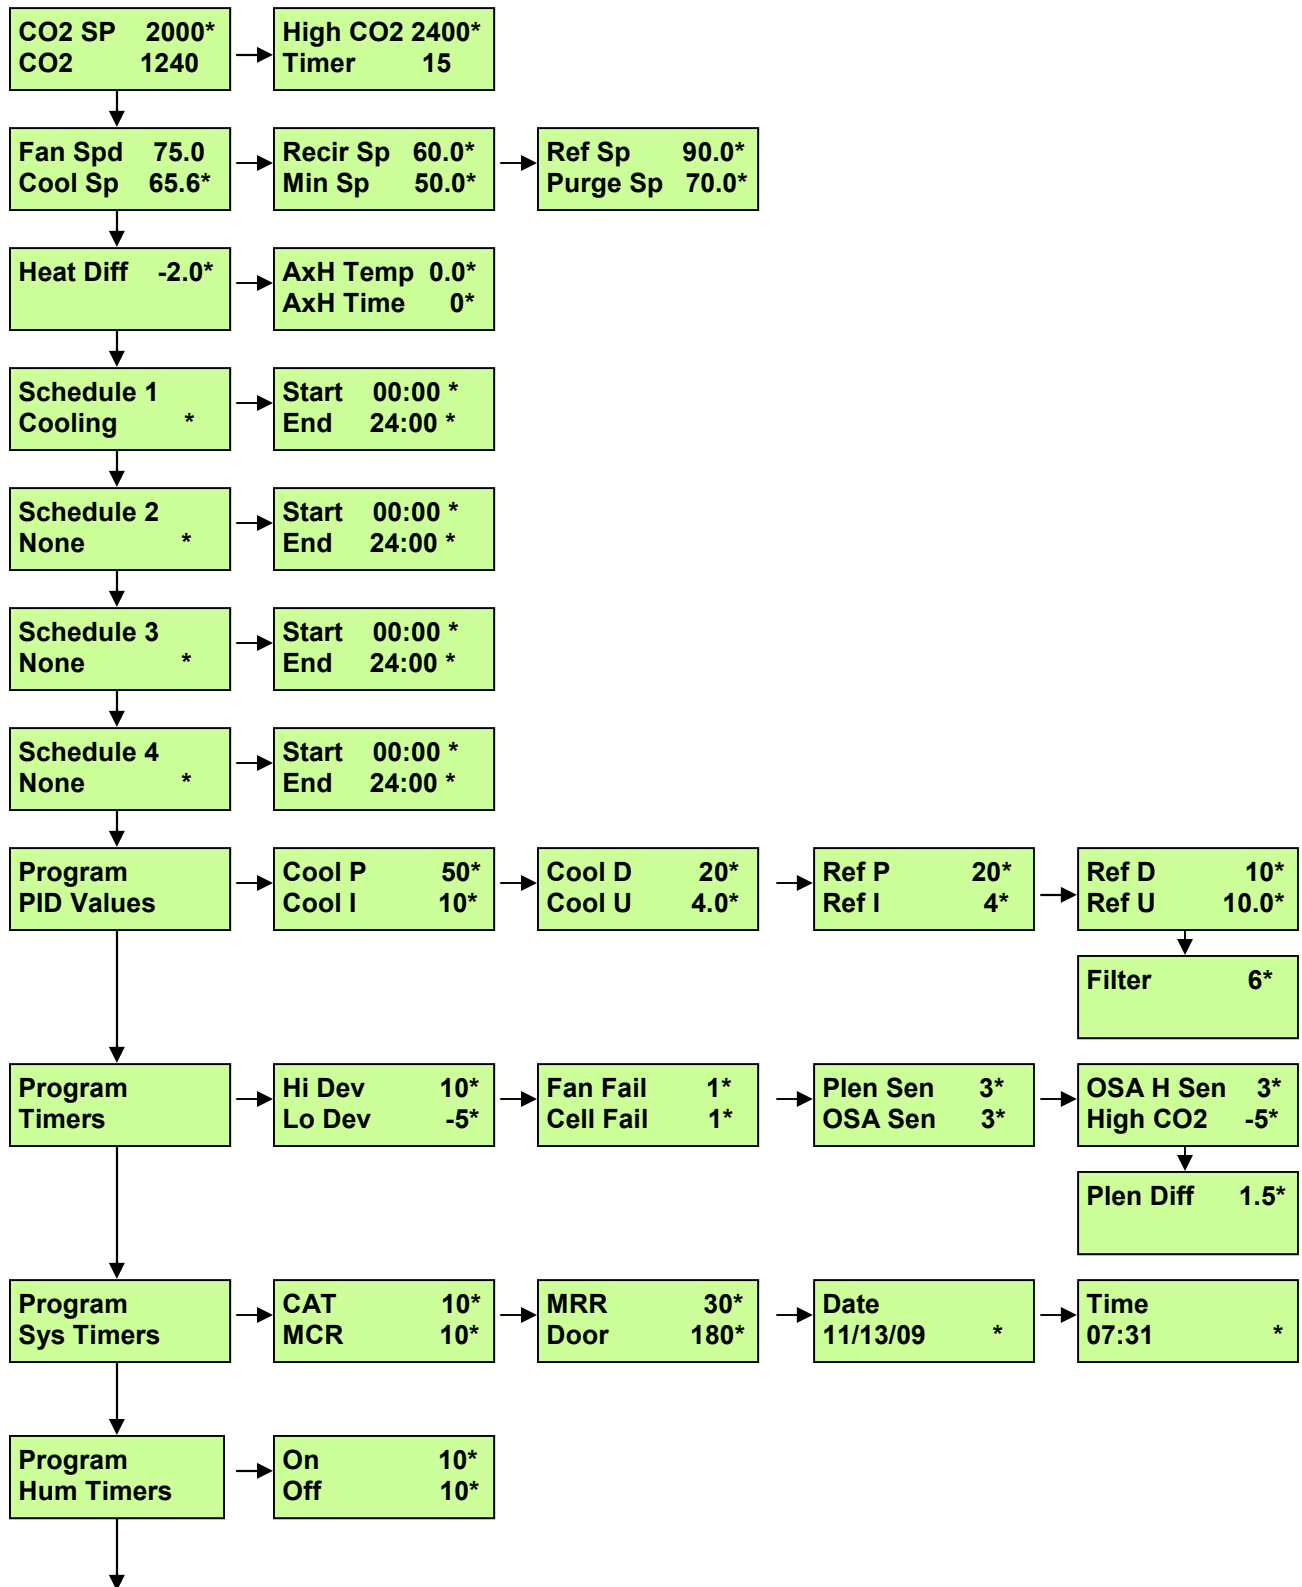 CO2 SP 2000*
CO2 1240
High CO2 2400*
Timer 15
Fan Spd 75.0
Cool Sp 65.6*
Recir Sp 60.0*
Min Sp 50.0*
Ref Sp 90.0*
Purge Sp 70.0*
Heat Diff -2.0*
AxH Temp 0.0*
AxH Time 0*
Schedule 1
Cooling *
Start 00:00 *
End 24:00 *
Schedule 2
None *
Start 00:00 *
End 24:00 *
Schedule 3
None *
Start 00:00 *
End 24:00 *
Schedule 4
None *
Start 00:00 *
End 24:00 *
Program
PID Values
Cool P 50*
Cool I 10*
Cool D 20*
Cool U 4.0*
Ref P 20*
Ref I 4*
Ref D 10*
Ref U 10.0*
Filter 6*
Program
Timers
Hi Dev 10*
Lo Dev -5*
Fan Fail 1*
Cell Fail 1*
Plen Sen 3*
OSA Sen 3*
OSA H Sen 3*
High CO2 -5*
Plen Diff 1.5*
Program
Sys Timers
CAT 10*
MCR 10*
MRR 30*
Door 180*
Date
11/13/09 *
Time
07:31 *
Program
Hum Timers
On 10*
Off 10*